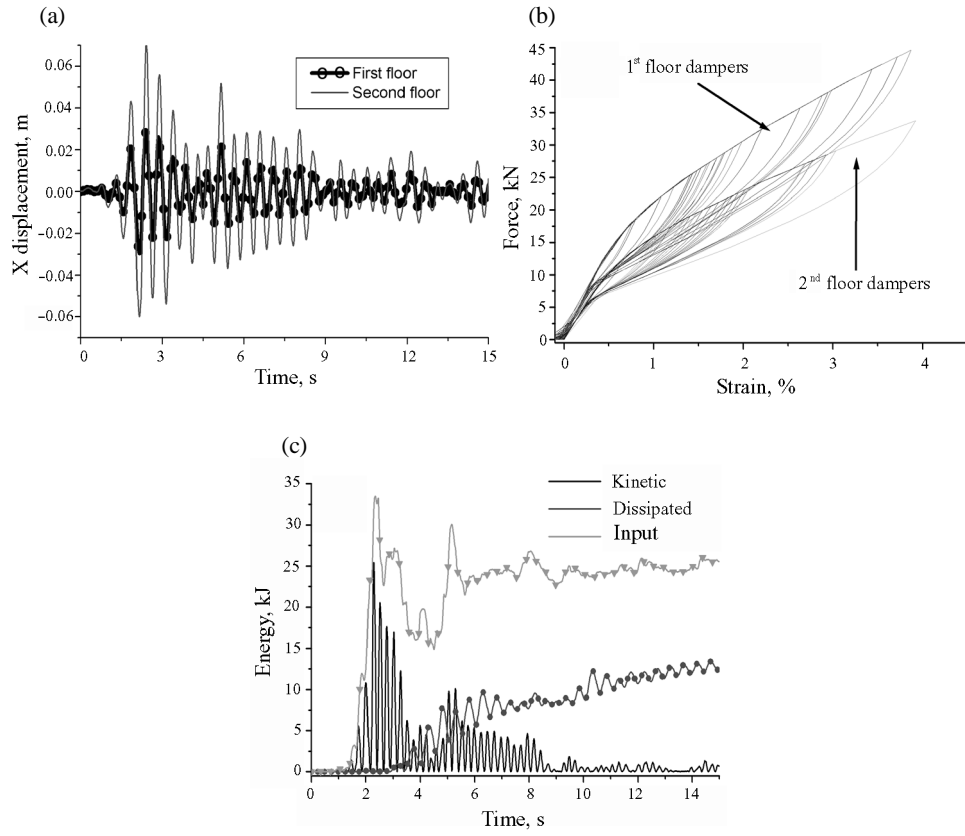 (a)
0.06
0.04
0.02
0.00
−0.02
−0.04
−0.06
X displacement, m
First floor
Second floor
0 3 6 9 12 15
Time, s
(b)
45
40
35
30
25
20
15
10
5
0
Force, kN
1st floor dampers
2nd floor dampers
0 1 2 3 4
Strain, %
(c)
35
30
25
20
15
10
5
0
Energy, kJ
Kinetic
Dissipated
Input
0 2 4 6 8 10 12 14
Time, s